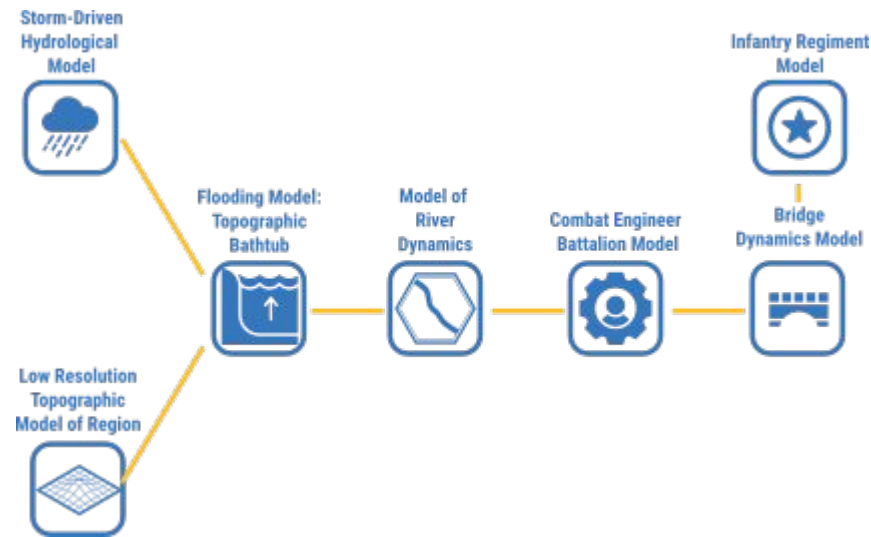 Storm-Driven
Hydrological
Model
Infantry Regiment
Model
Flooding Model:
Topographic
Bathtub
Model of
River
Dynamics
Combat Engineer
Battalion Model
Bridge
Dynamics Model
Low Resolution
Topographic
Model of Region